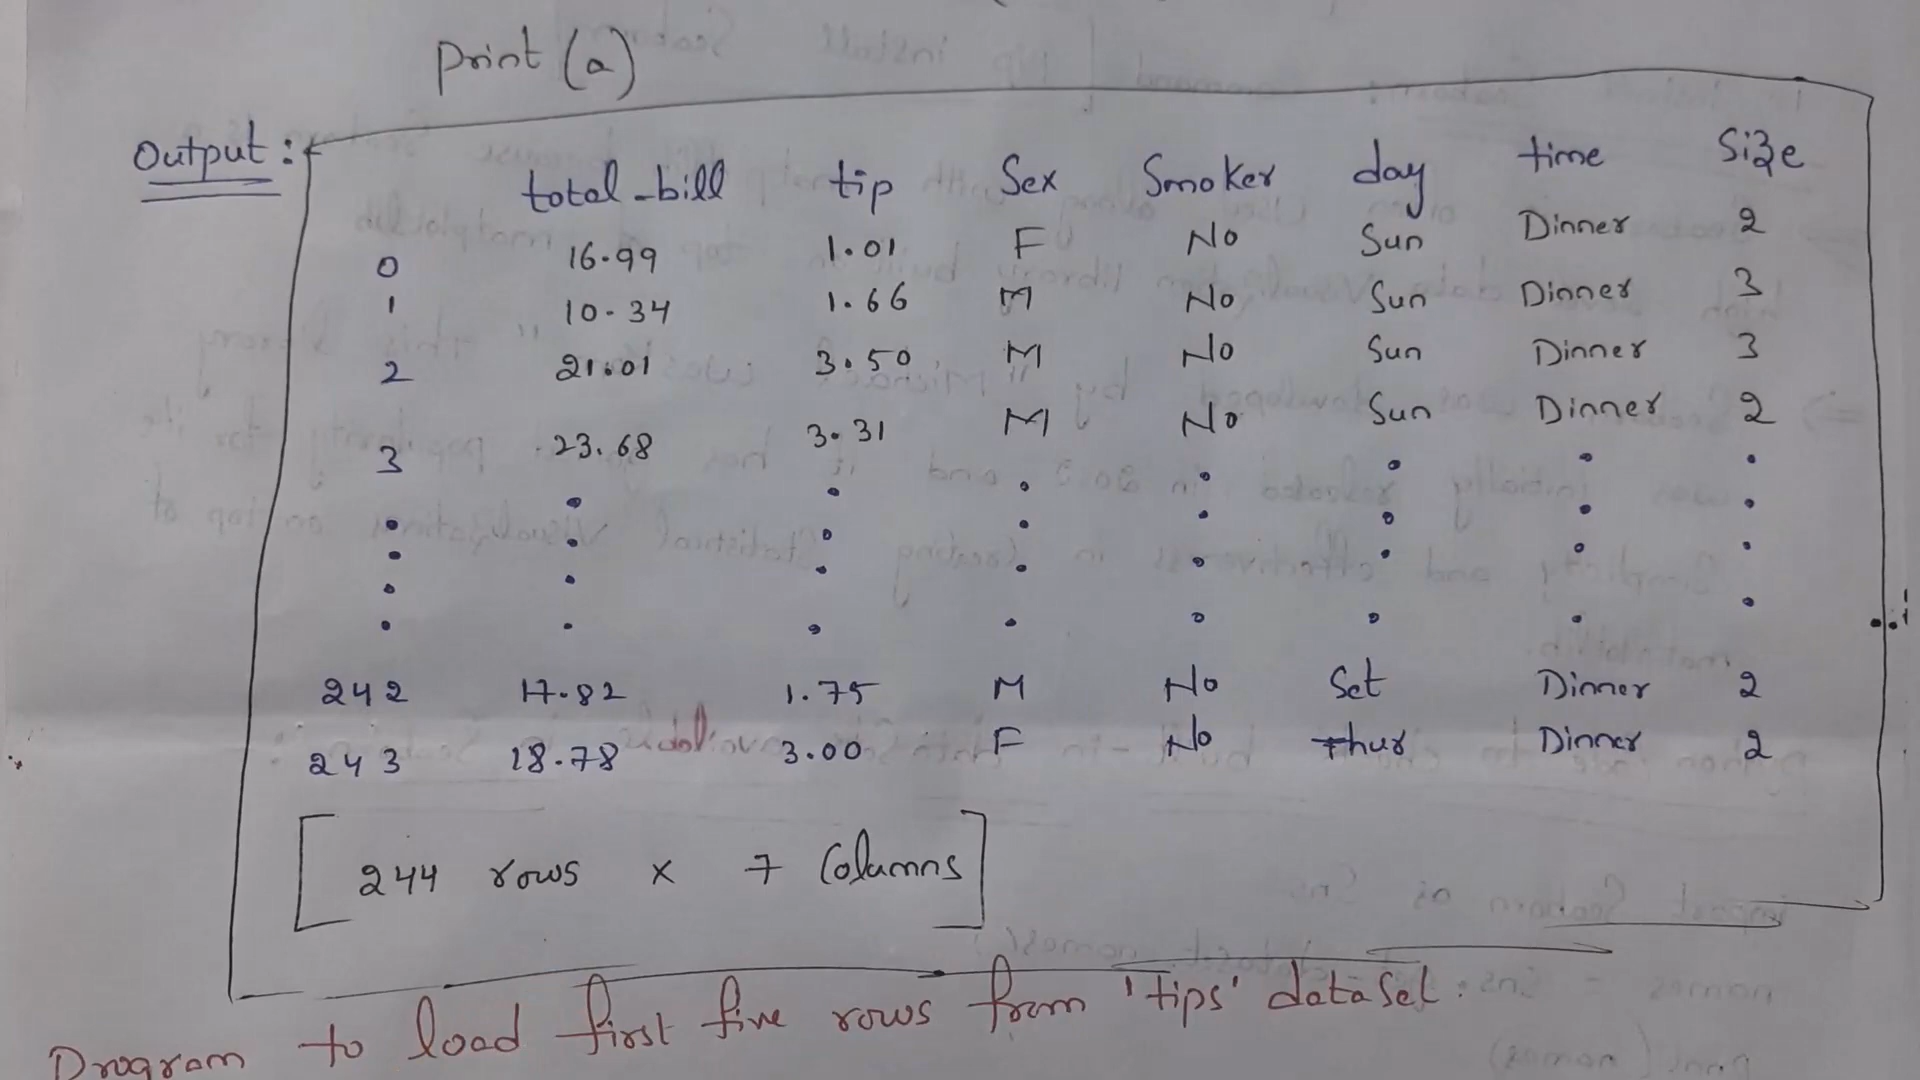 print (a)
Output :
total_bill tip Sex Smoker day time Size
0 16.99 1.01 F No Sun Dinner 2
1 10.34 1.66 M No Sun Dinner 3
2 21.01 3.50 M No Sun Dinner 3
3 23.68 3.31 M No Sun Dinner 2
242 17.82 1.75 M No Sat Dinner 2
243 18.78 3.00 F No Thur Dinner 2
[244 rows x 7 Columns]
Program to load first five rows from 'tips' dataset.